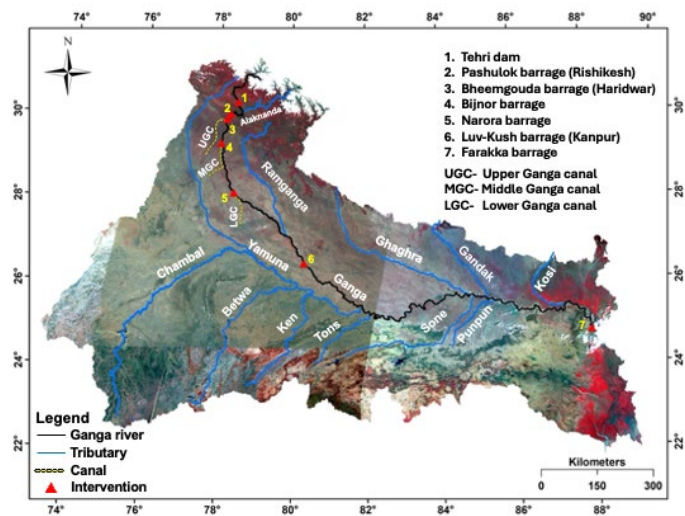 74° 76° 78° 80° 82° 84° 86° 88° 90°
N
1. Tehri dam
2. Pashulok barrage (Rishikesh)
3. Bheemgouda barrage (Haridwar)
4. Bijnor barrage
5. Narora barrage
6. Luv-Kush barrage (Kanpur)
7. Farakka barrage
UGC- Upper Ganga canal
MGC- Middle Ganga canal
LGC- Lower Ganga canal
30° 30°
28° 28°
26° 26°
24° 24°
22° 22°
1
2
3
Alaknanda
UGC
4
MGC
5
LGC
Ramganga
Ghaghra
Gandak
Kosi
Chambal
Yamuna
6
Ganga
Betwa
Ken
Tons
Sone
Punpun
7
Legend
Ganga river
Tributary
Canal
Intervention
Kilometers
0 150 300
74° 76° 78° 80° 82° 84° 86° 88°